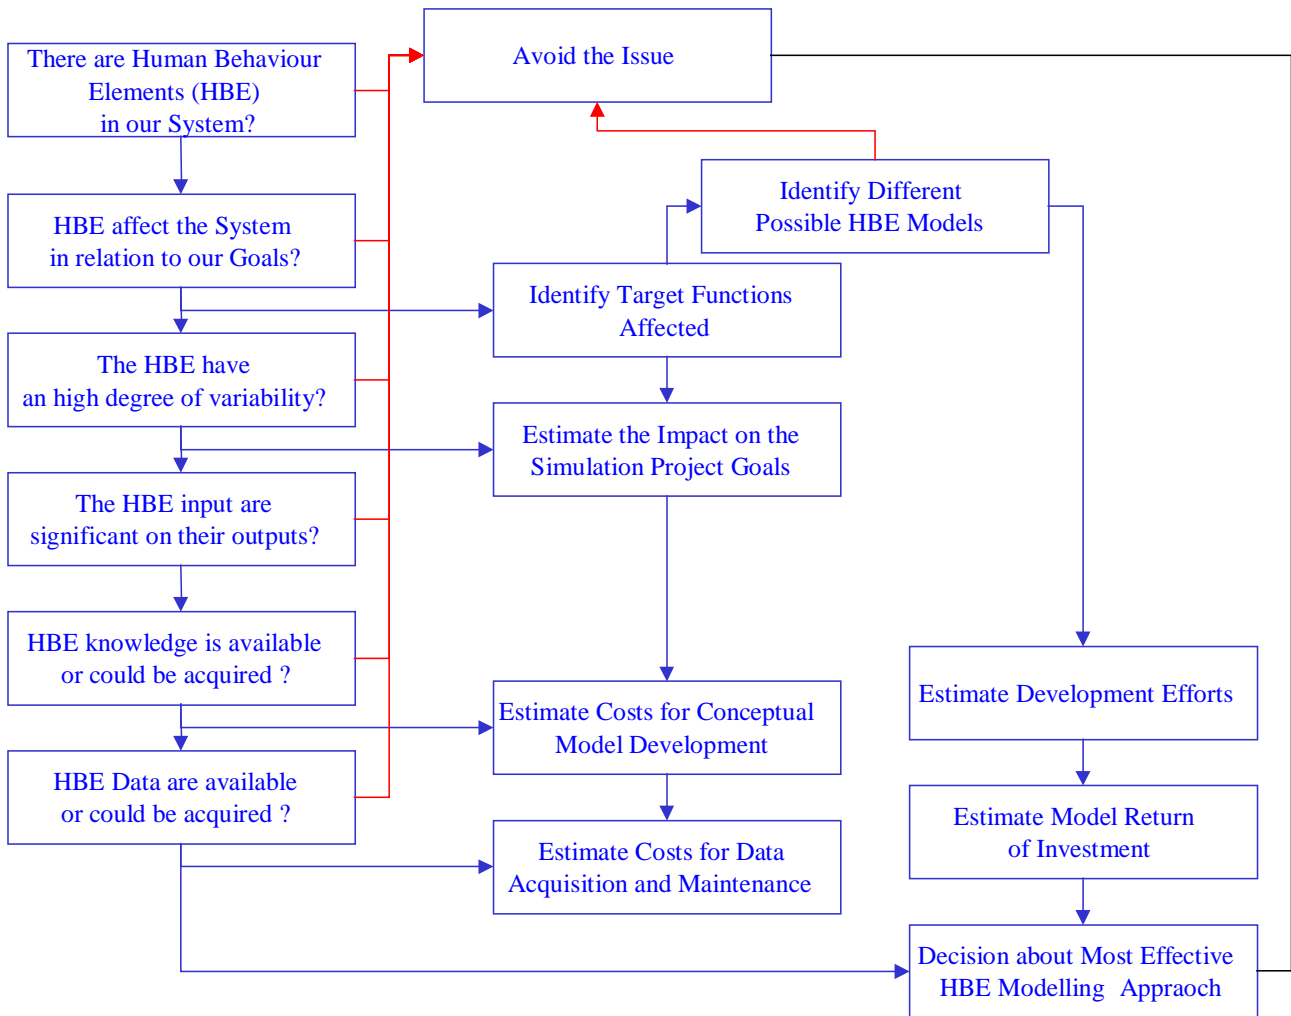 There are Human Behaviour
Elements (HBE)
in our System?
HBE affect the System
in relation to our Goals?
The HBE have
an high degree of variability?
The HBE input are
significant on their outputs?
HBE knowledge is available
or could be acquired ?
HBE Data are available
or could be acquired ?
Avoid the Issue
Identify Different
Possible HBE Models
Identify Target Functions
Affected
Estimate the Impact on the
Simulation Project Goals
Estimate Costs for Conceptual
Model Development
Estimate Costs for Data
Acquisition and Maintenance
Estimate Development Efforts
Estimate Model Return
of Investment
Decision about Most Effective
HBE Modelling Appraoch